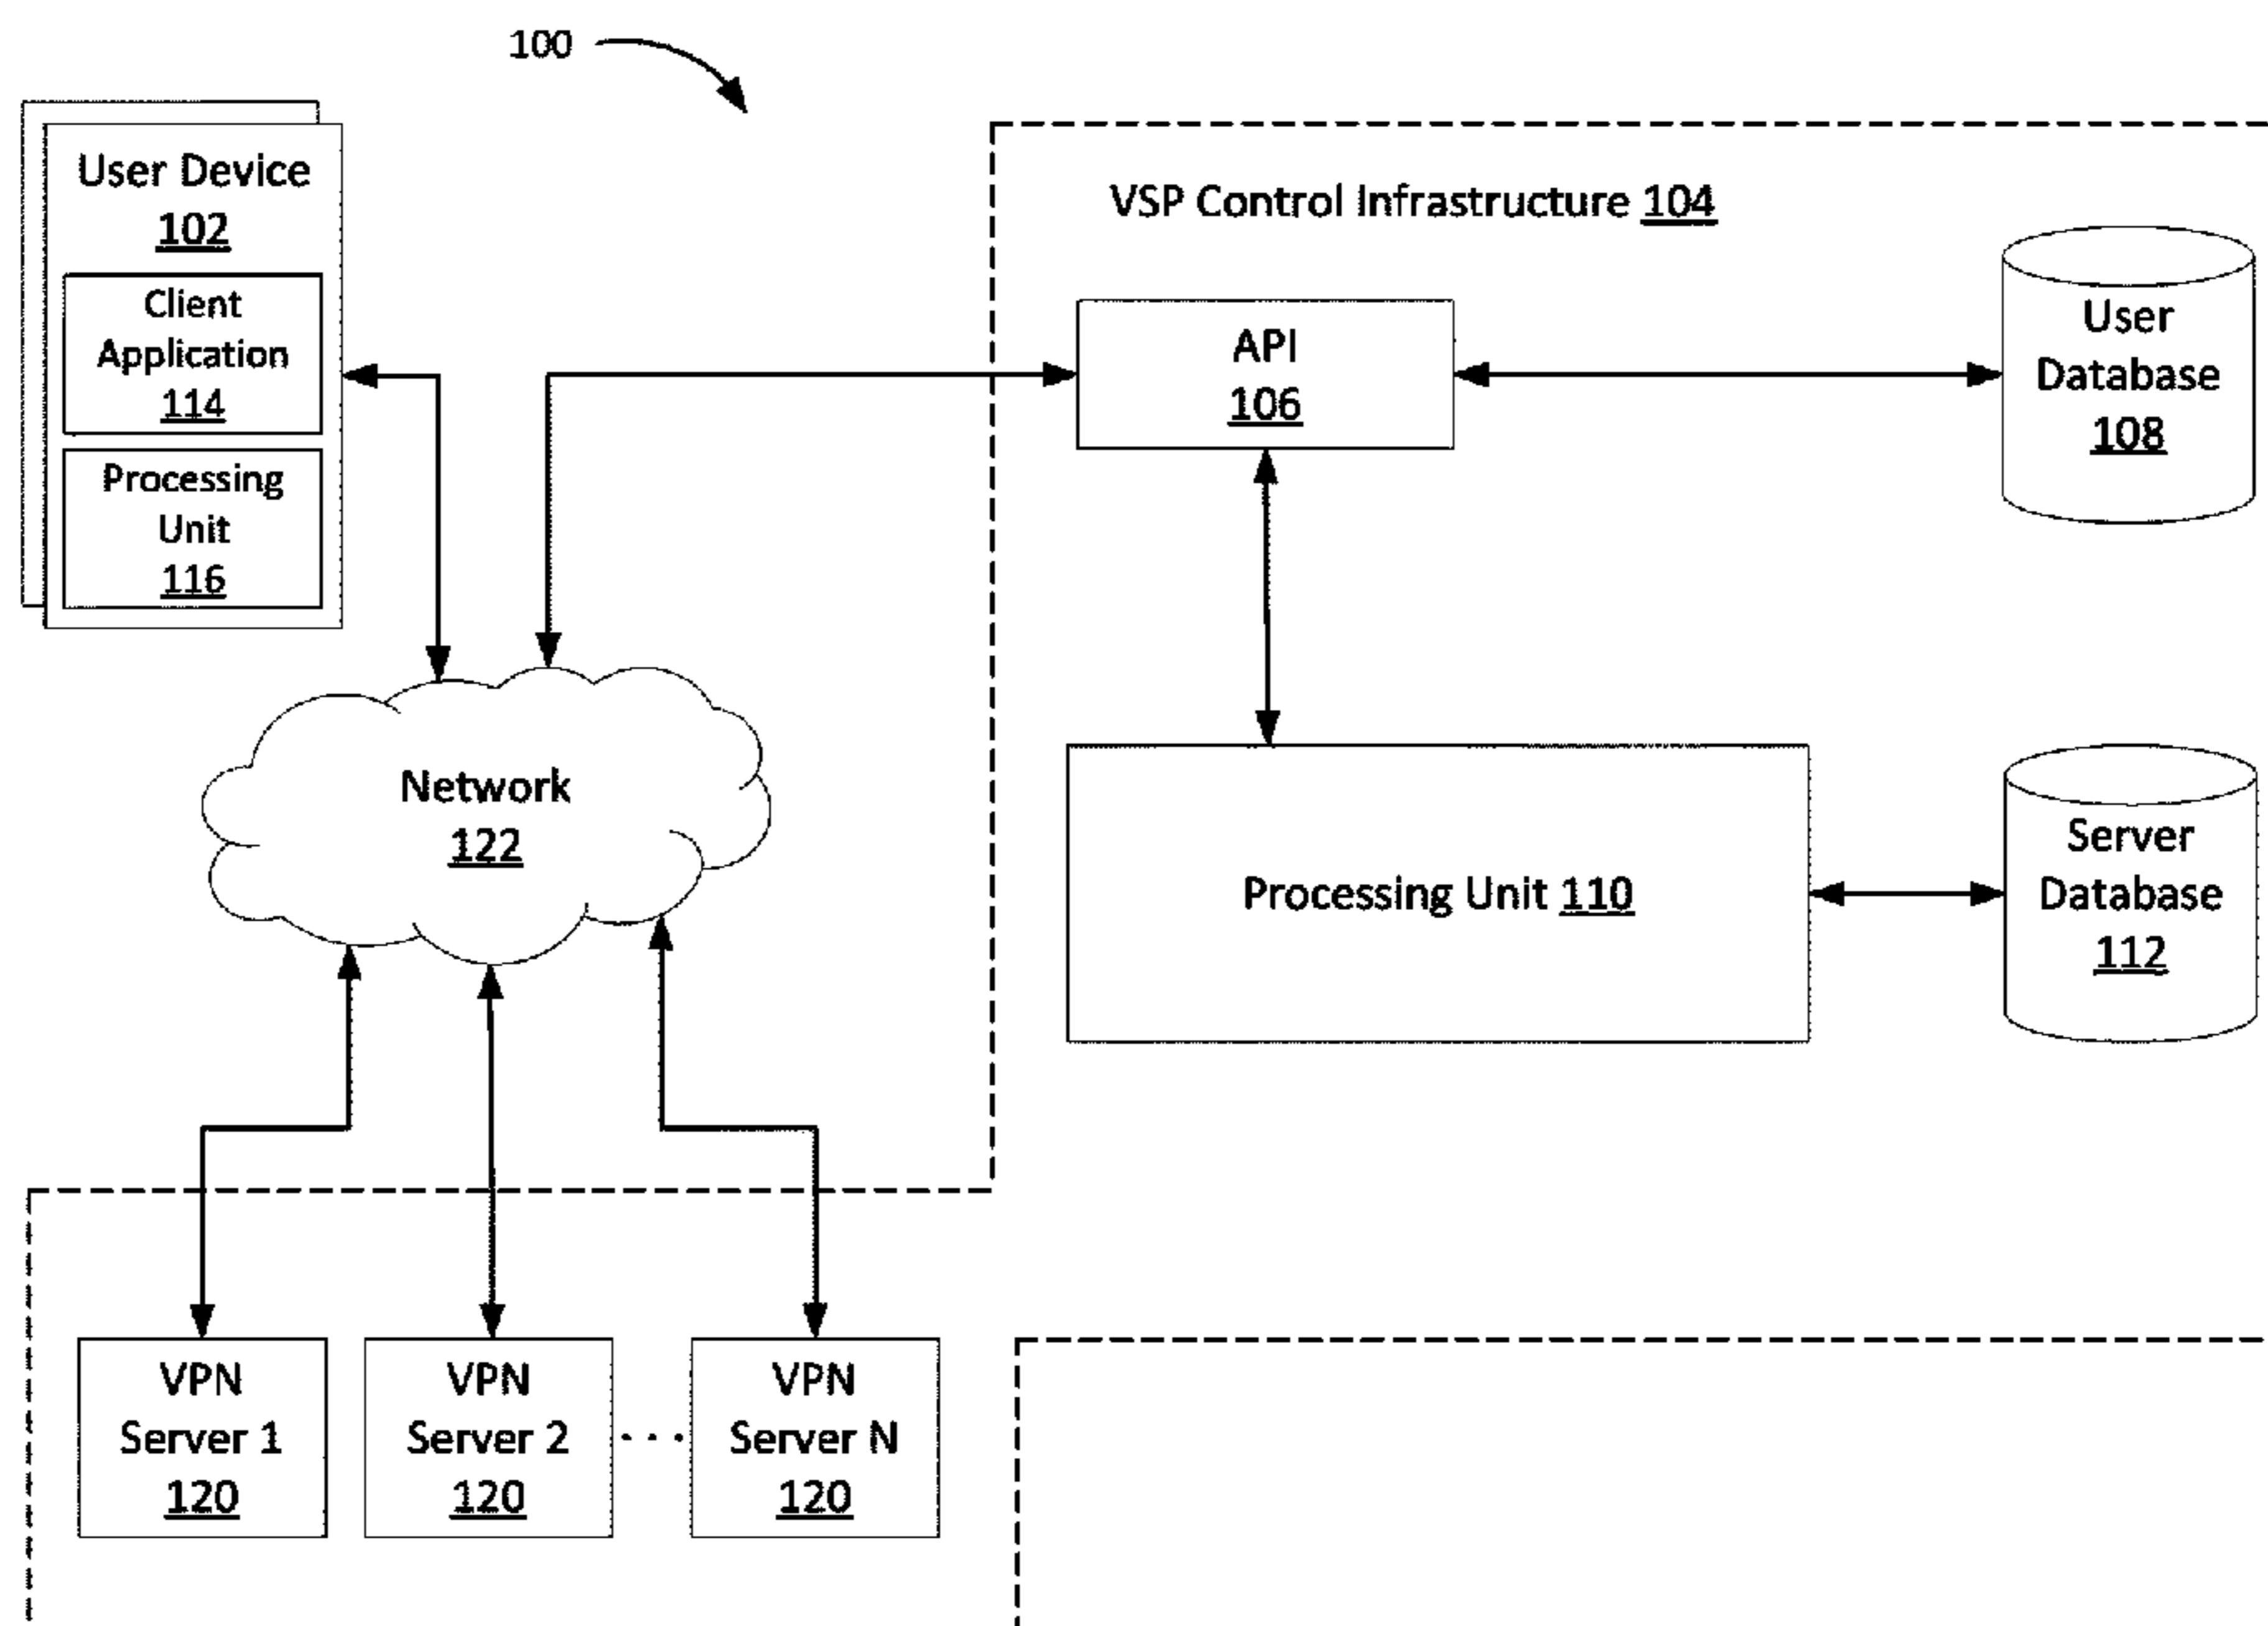 100
User Device
102
Client
Application
114
Processing
Unit
116
VSP Control Infrastructure 104
API
106
User
Database
108
Network
122
Processing Unit 110
Server
Database
112
VPN
Server 1
120
VPN
Server 2
120
. . .
VPN
Server N
120